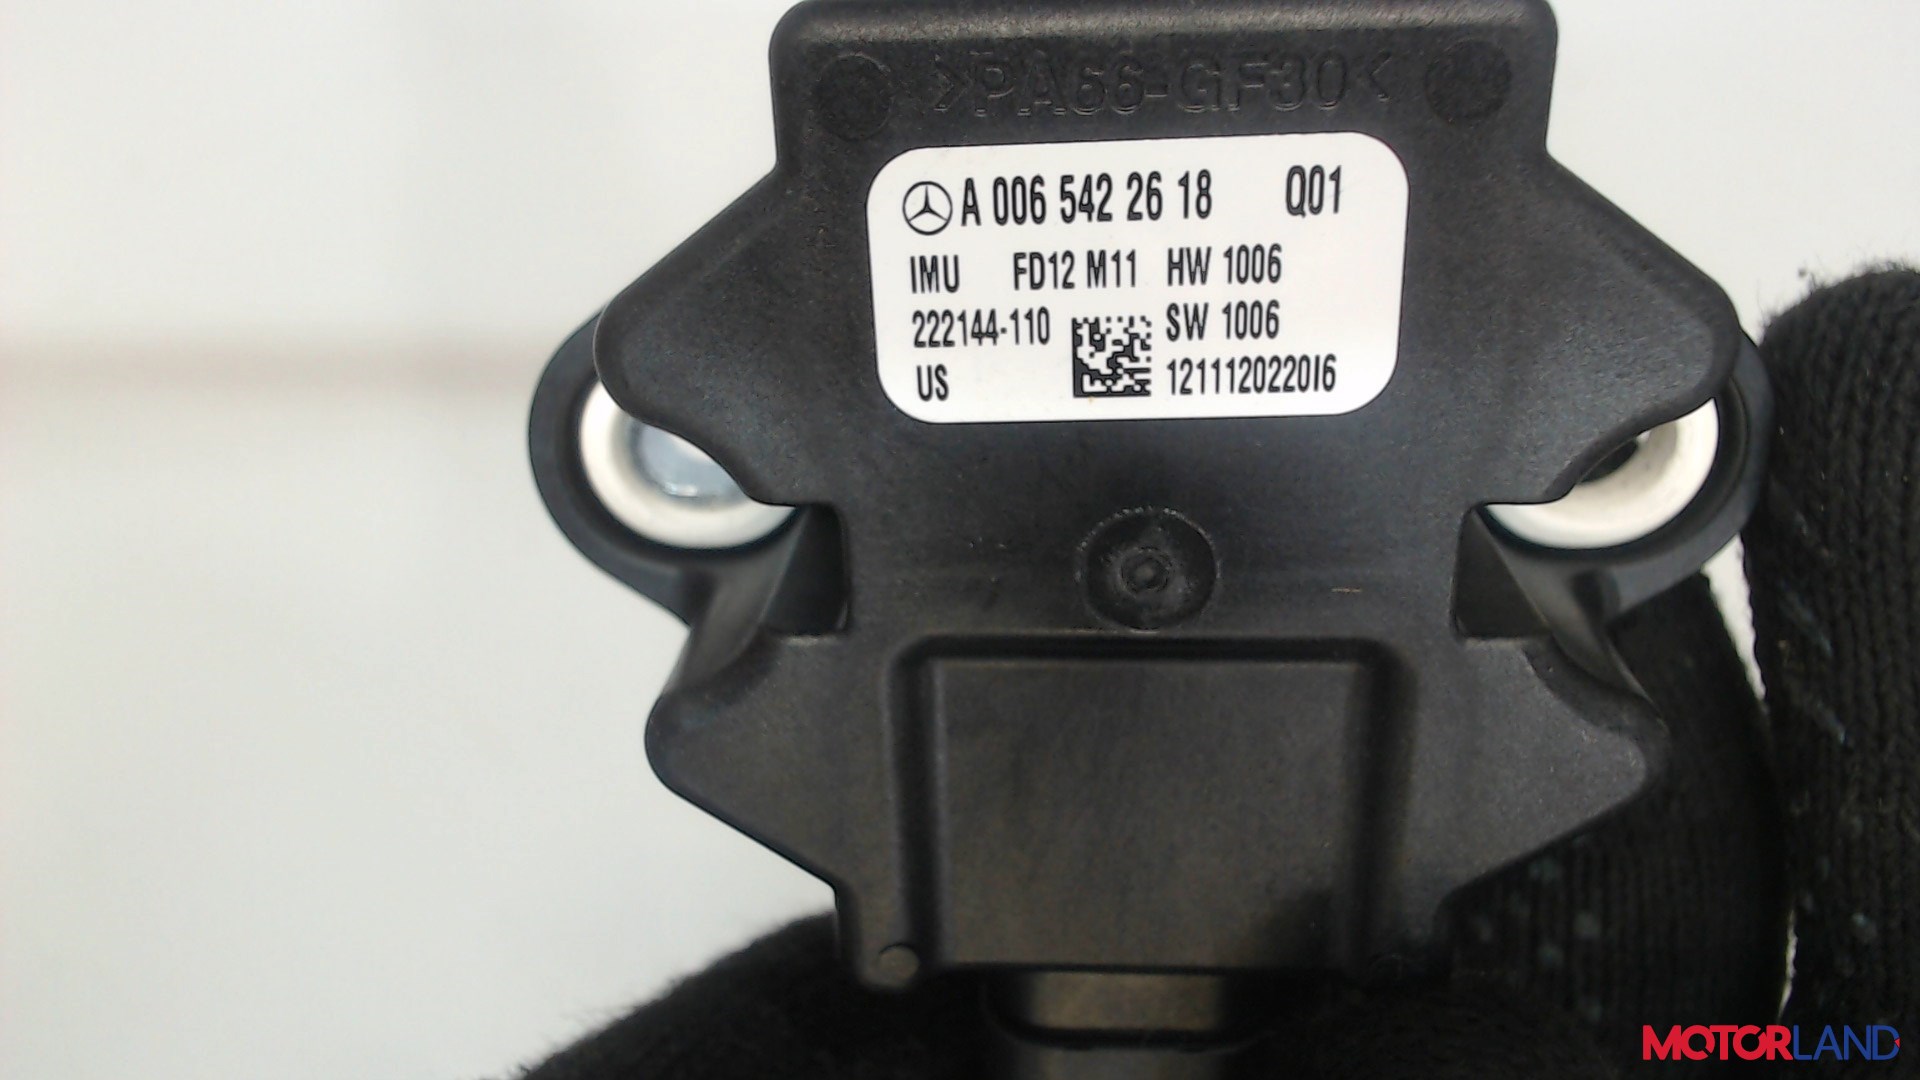 >PA66-GF30<
A 006 542 26 18 Q01
IMU FD12 M11 HW 1006
222144-110 SW 1006
US 121112022016
MOTORLAND